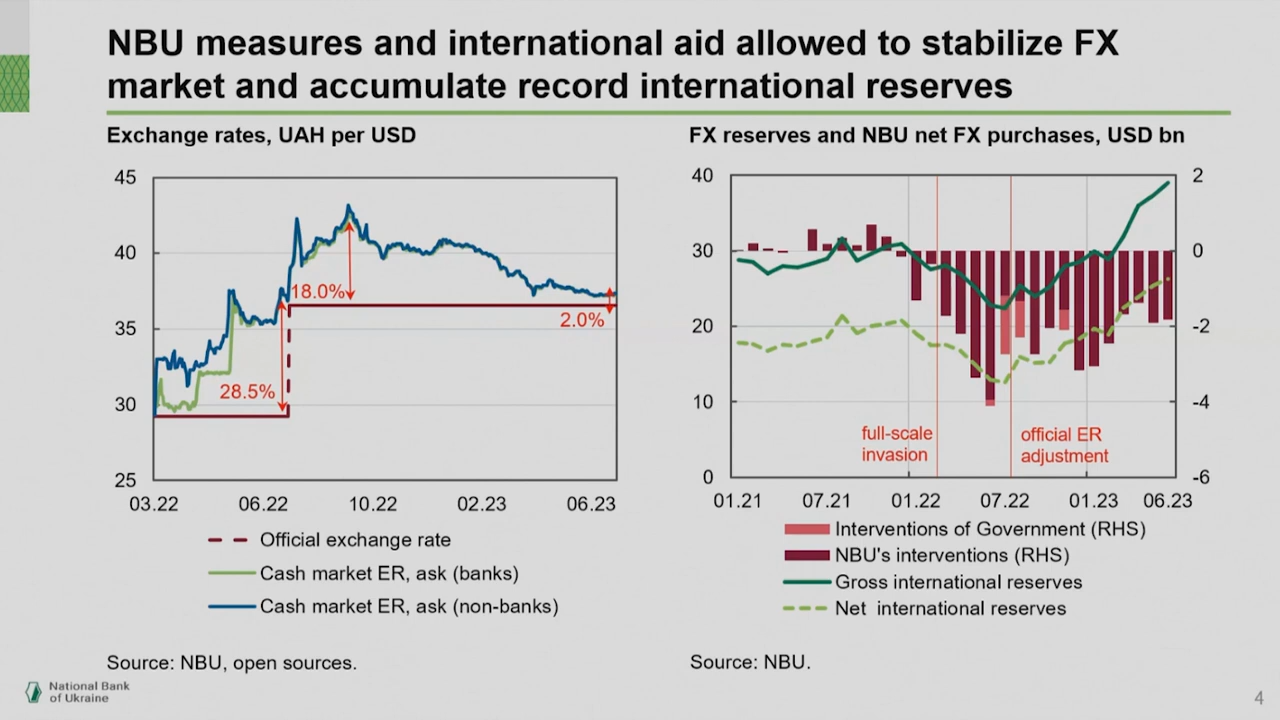 NBU measures and international aid allowed to stabilize FX
market and accumulate record international reserves
Exchange rates, UAH per USD
45
40
35
30
25
03.22 06.22 10.22 02.23 06.23
28.5%
18.0%
2.0%
Official exchange rate
Cash market ER, ask (banks)
Cash market ER, ask (non-banks)
Source: NBU, open sources.
FX reserves and NBU net FX purchases, USD bn
40
30
20
10
0
2
0
-2
-4
-6
full-scale
invasion
official ER
adjustment
01.21 07.21 01.22 07.22 01.23 06.23
Interventions of Government (RHS)
NBU's interventions (RHS)
Gross international reserves
Net international reserves
Source: NBU.
National Bank
of Ukraine
4